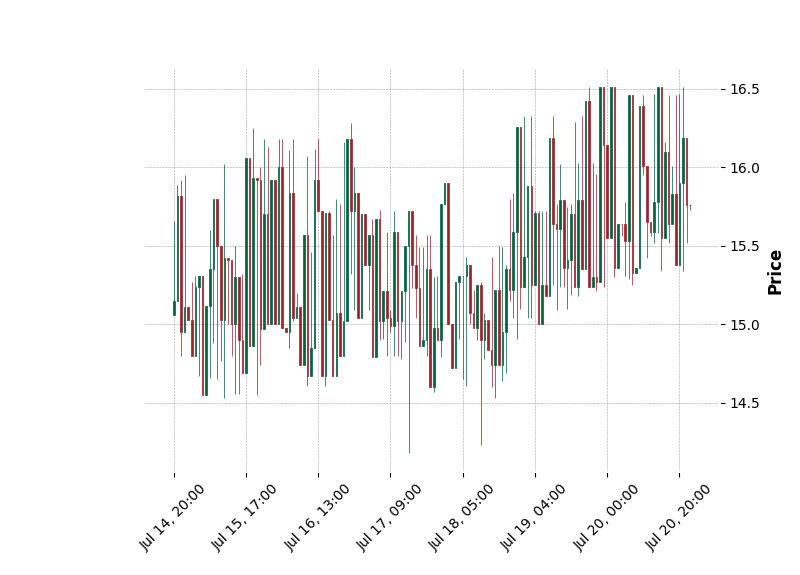 16.5
16.0
15.5
15.0
14.5
Price
Jul 14, 20:00
Jul 15, 17:00
Jul 16, 13:00
Jul 17, 09:00
Jul 18, 05:00
Jul 19, 04:00
Jul 20, 00:00
Jul 20, 20:00